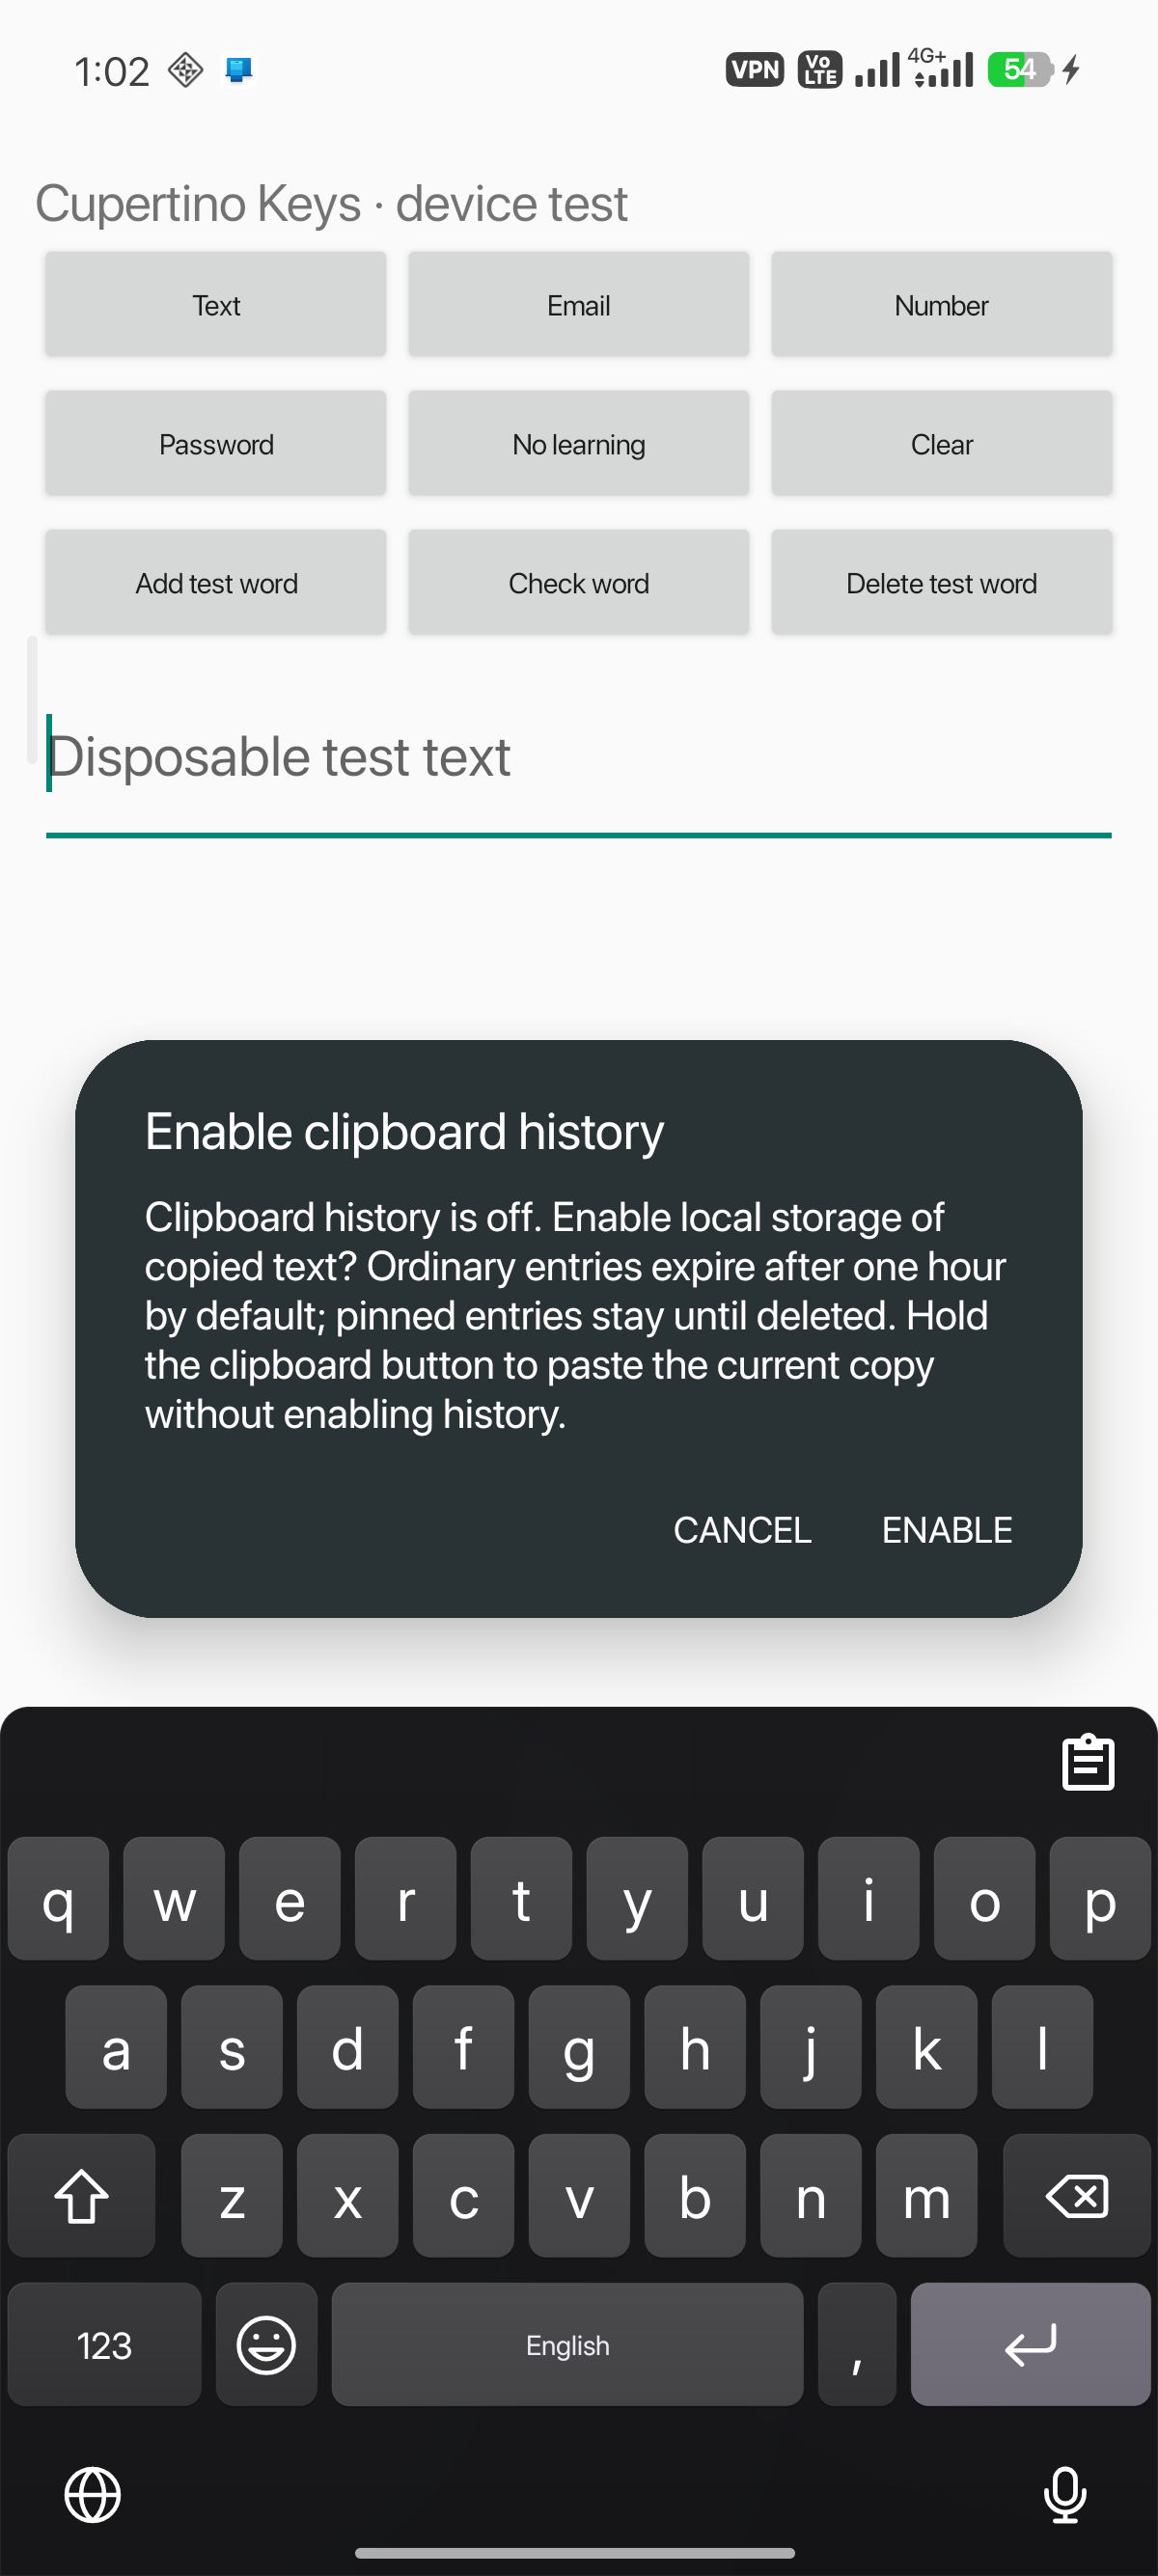 1:02 VPN Vo LTE 4G+ 54
Cupertino Keys · device test
Text Email Number
Password No learning Clear
Add test word Check word Delete test word
Disposable test text
Enable clipboard history
Clipboard history is off. Enable local storage of
copied text? Ordinary entries expire after one hour
by default; pinned entries stay until deleted. Hold
the clipboard button to paste the current copy
without enabling history.
CANCEL ENABLE
q w e r t y u i o p
a s d f g h j k l
z x c v b n m
123 English ,